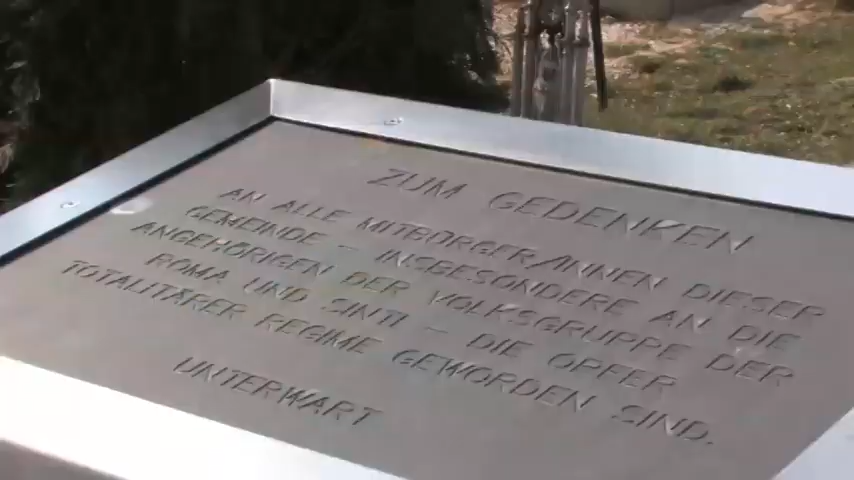 ZUM GEDENKEN
AN ALLE MITBÜRGER/INNEN DIESER
GEMEINDE – INSBESONDERE AN DIE
ANGEHÖRIGEN DER VOLKSGRUPPE DER
ROMA UND SINTI – DIE OPFER
TOTALITÄRER REGIME GEWORDEN SIND.
UNTERWART